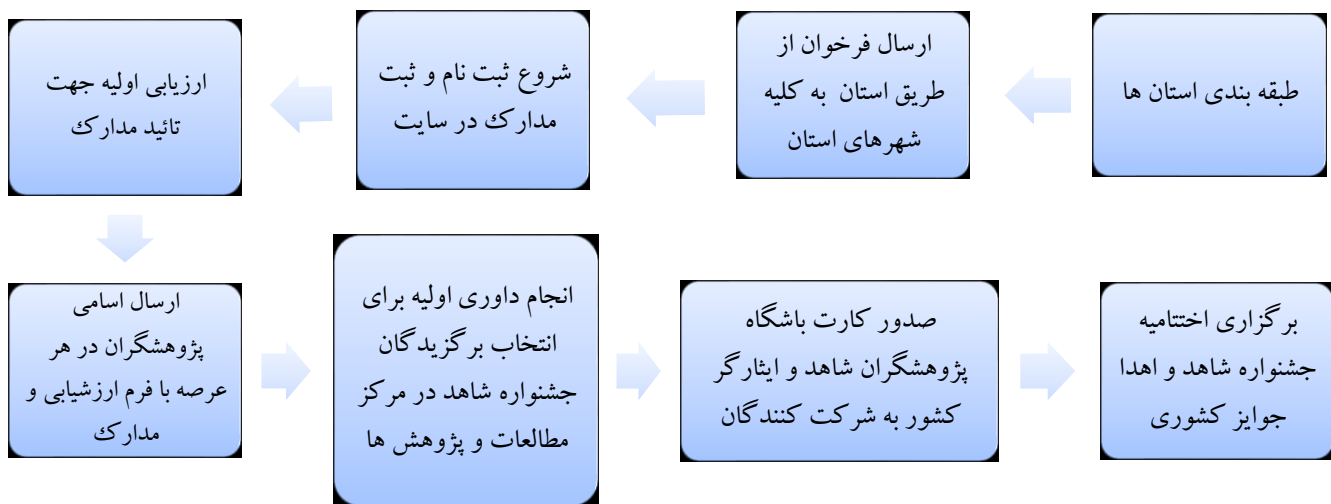 طبقه بندی استان ها
ارسال فرخوان از
طریق استان به کلیه
شهرهای استان
شروع ثبت نام و ثبت
مدارک در سایت
ارزیابی اولیه جهت
تائید مدارک
ارسال اسامی
پژوهشگران در هر
عرصه با فرم ارزشیابی و
مدارک
انجام داوری اولیه برای
انتخاب برگزیدگان
جشنواره شاهد در مرکز
مطالعات و پژوهش ها
صدور کارت باشگاه
پژوهشگران شاهد و ایثارگر
کشور به شرکت کنندگان
برگزاری اختتامیه
جشنواره شاهد و اهدا
جوایز کشوری